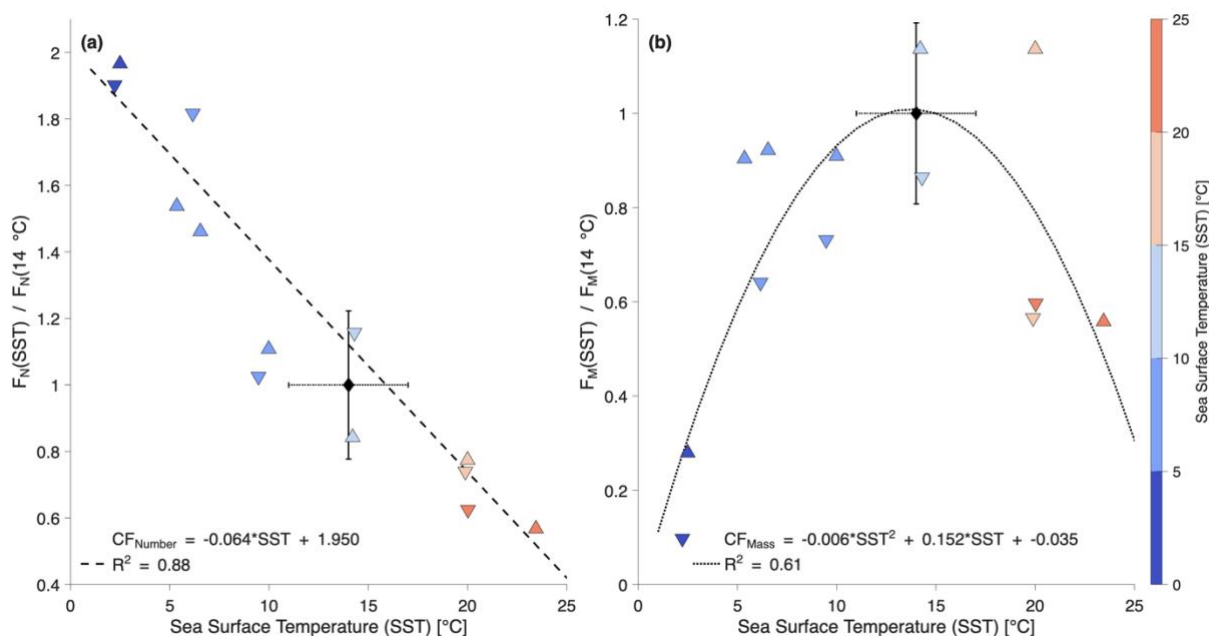 (a)
F_N(SST) / F_N(14 °C)
2
1.8
1.6
1.4
1.2
1
0.8
0.6
0.4
CF_Number = -0.064*SST + 1.950
R² = 0.88
0 5 10 15 20 25
Sea Surface Temperature (SST) [°C]
(b)
F_M(SST) / F_M(14 °C)
1.2
1
0.8
0.6
0.4
0.2
0
CF_Mass = -0.006*SST² + 0.152*SST + -0.035
R² = 0.61
5 10 15 20 25
Sea Surface Temperature (SST) [°C]
25
20
15
10
5
0
Sea Surface Temperature (SST) [°C]